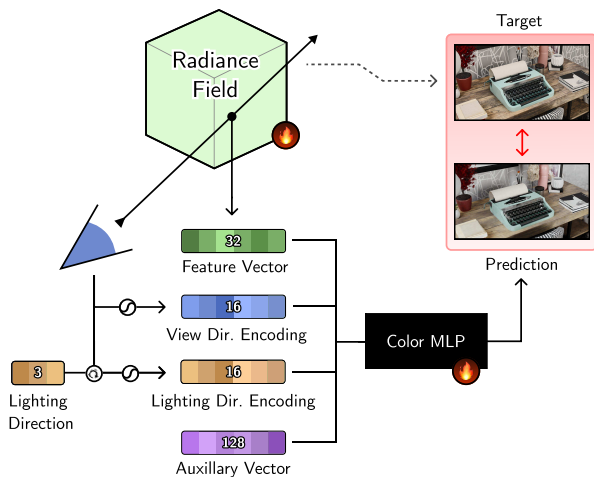 Target
Radiance
Field
32
Feature Vector
Prediction
16
View Dir. Encoding
Color MLP
3
16
Lighting
Direction
Lighting Dir. Encoding
128
Auxillary Vector